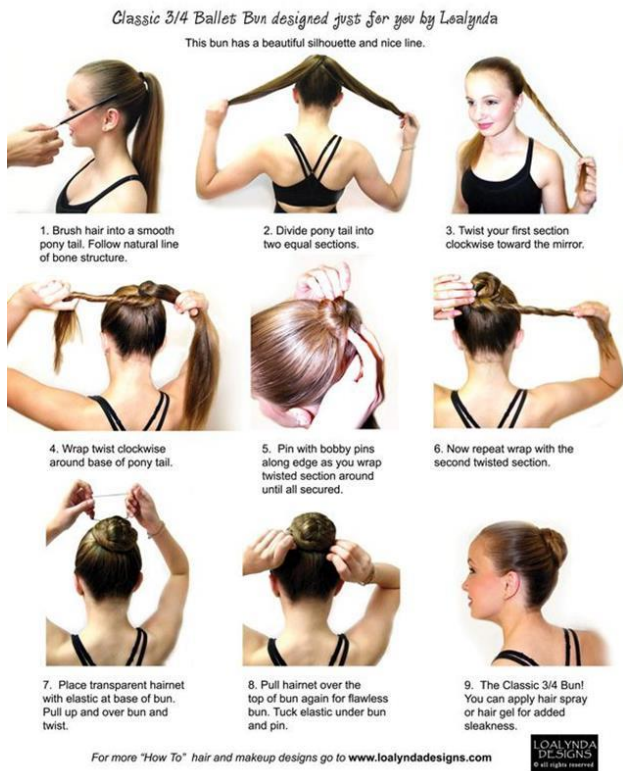 Classic 3/4 Ballet Bun designed just for you by Loalynda
This bun has a beautiful silhouette and nice line.
1. Brush hair into a smooth
pony tail. Follow natural line
of bone structure.
2. Divide pony tail into
two equal sections.
3. Twist your first section
clockwise toward the mirror.
4. Wrap twist clockwise
around base of pony tail.
5. Pin with bobby pins
along edge as you wrap
twisted section around
until all secured.
6. Now repeat wrap with the
second twisted section.
7. Place transparent hairnet
with elastic at base of bun.
Pull up and over bun and
twist.
8. Pull hairnet over the
top of bun again for flawless
bun. Tuck elastic under bun
and pin.
9. The Classic 3/4 Bun!
You can apply hair spray
or hair gel for added
sleakness.
For more "How To" hair and makeup designs go to www.loalyndadesigns.com
LOALYNDA
DESIGNS
© all rights reserved